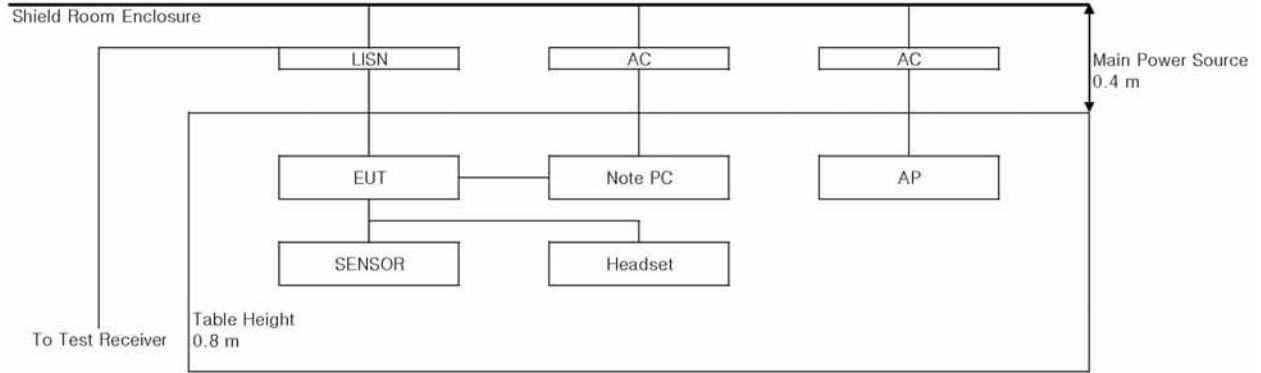 Shield Room Enclosure
LISN
AC
AC
Main Power Source
0.4 m
EUT
Note PC
AP
SENSOR
Headset
Table Height
0.8 m
To Test Receiver